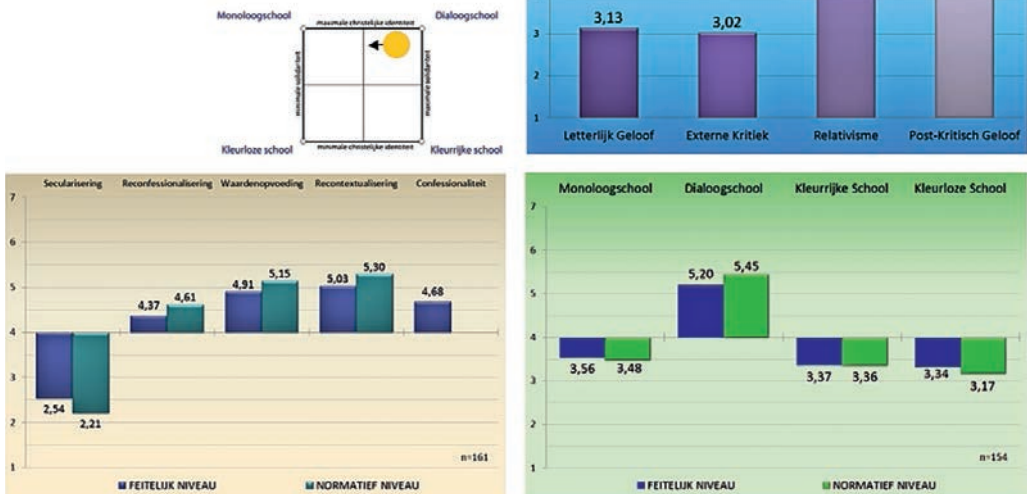 Monoloogschool Dialoogschool
maximale christelijke identiteit
minimale solidariteit
maximale solidariteit
Kleurloze school Kleurrijke school
minimale christelijke identiteit
3
2
1
3,13
3,02
Letterlijk Geloof Externe Kritiek Relativisme Post-Kritisch Geloof
Secularisering Reconfessionalisering Waardenopvoeding Recontextualisering Confessionaliteit
7
6
5
4
3
2
1
2,54
2,21
4,37
4,61
4,91
5,15
5,03
5,30
4,68
n=161
FEITELIJK NIVEAU NORMATIEF NIVEAU
Monoloogschool Dialoogschool Kleurrijke School Kleurloze School
7
6
5
4
3
2
1
3,56
3,48
5,20
5,45
3,37
3,36
3,34
3,17
n=154
FEITELIJK NIVEAU NORMATIEF NIVEAU